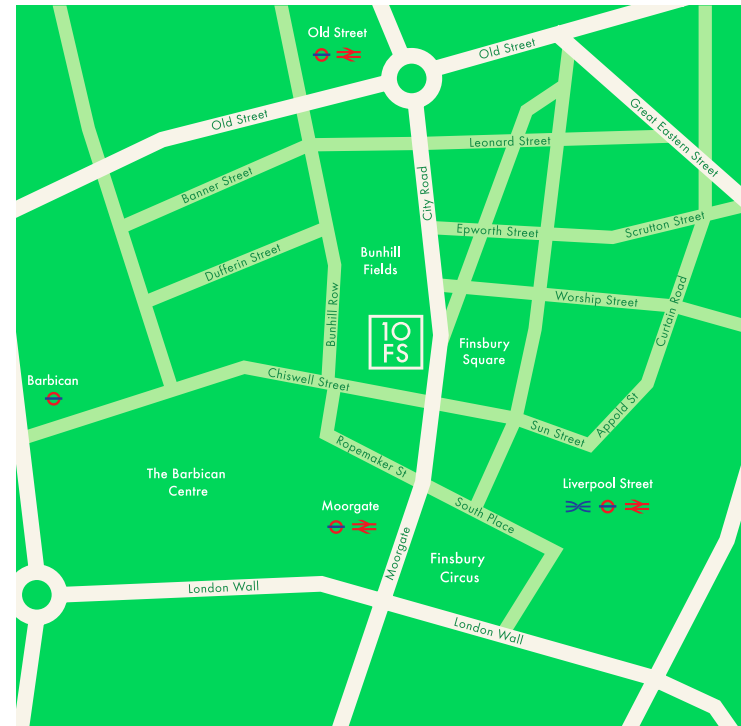 Old Street
Old Street
Old Street
Great Eastern Street
Leonard Street
Banner Street
City Road
Epworth Street
Scrutton Street
Dufferin Street
Bunhill
Fields
Bunhill Row
Worship Street
Curtain Road
10
FS
Finsbury
Square
Barbican
Chiswell Street
Appold St
Sun Street
Ropemaker St
The Barbican
Centre
Liverpool Street
Moorgate
South Place
Moorgate
Finsbury
Circus
London Wall
London Wall